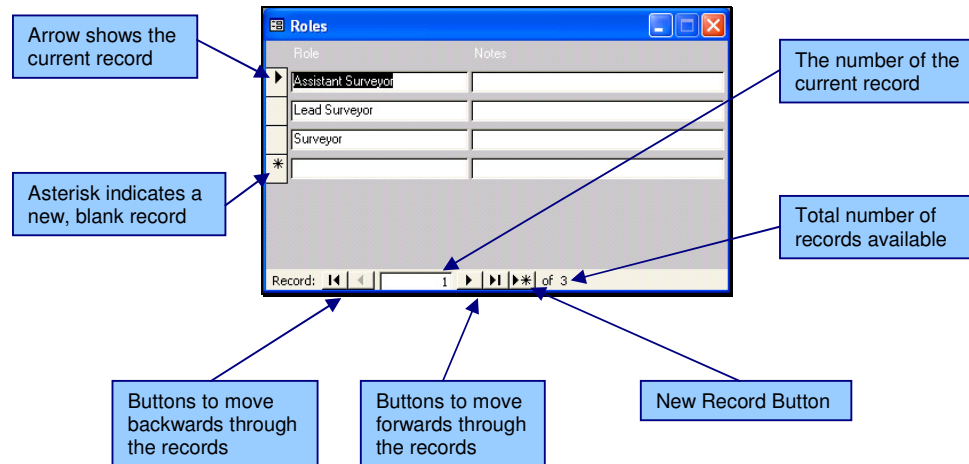 Arrow shows the
current record
Asterisk indicates a
new, blank record
Roles
Role Notes
Assistant Surveyor
Lead Surveyor
Surveyor
Record: 1 of 3
The number of the
current record
Total number of
records available
Buttons to move
backwards through
the records
Buttons to move
forwards through
the records
New Record Button